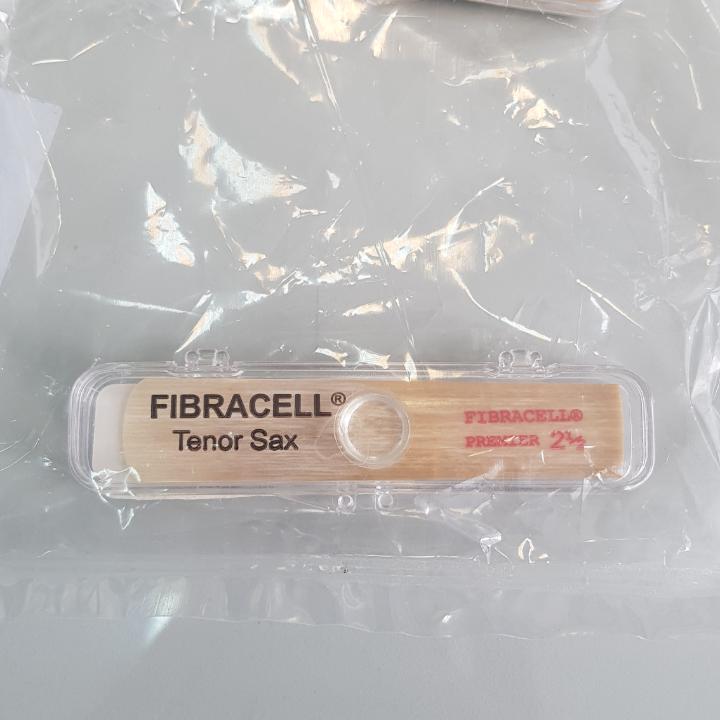 FIBRACELL®
Tenor Sax
FIBRACELL®
PREMIER 2½